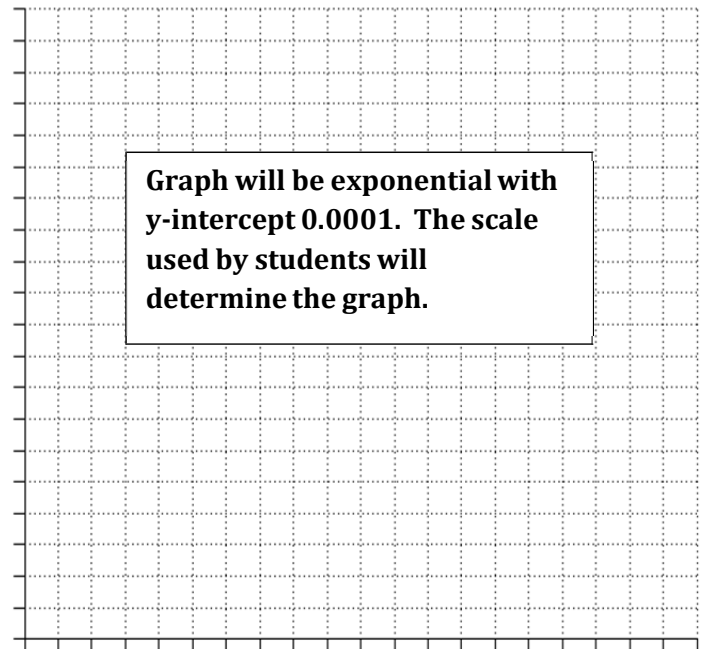 Graph will be exponential with
y-intercept 0.0001.  The scale
used by students will
determine the graph.